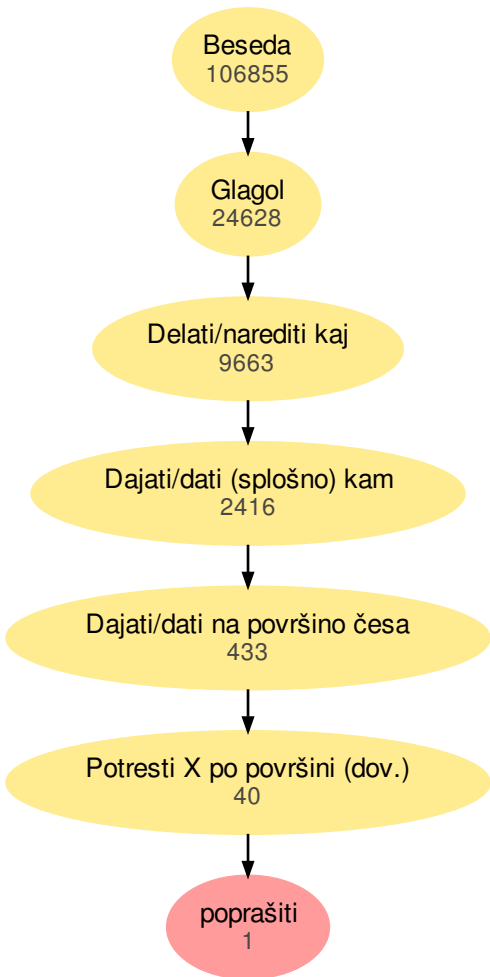 Beseda
106855
Glagol
24628
Delati/narediti kaj
9663
Dajati/dati (splošno) kam
2416
Dajati/dati na površino česa
433
Potresti X po površini (dov.)
40
poprašiti
1